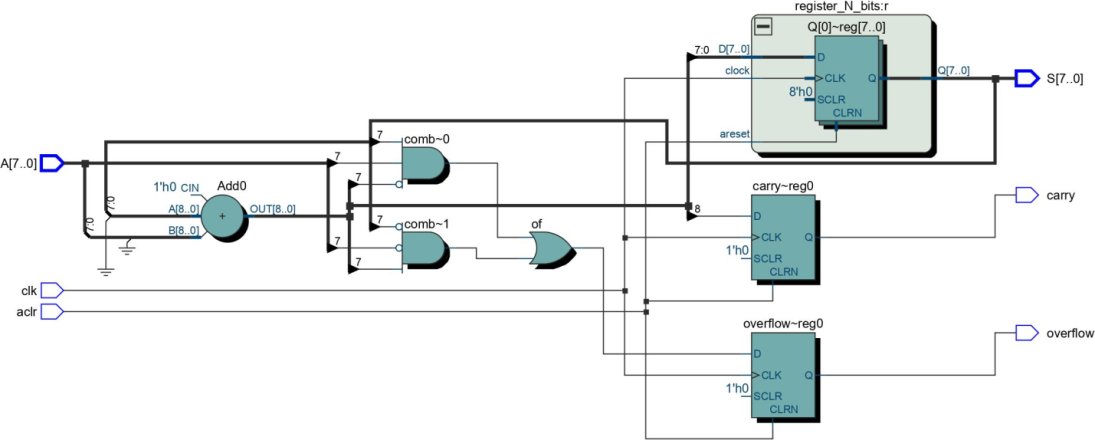 register_N_bits:r
Q[0]~reg[7..0]
7:0
D[7..0]
D
clock
CLK
Q
Q[7..0]
S[7..0]
8'h0
SCLR
CLRN
areset
7
comb~0
A[7..0]
7
7
1'h0
CIN
Add0
carry~reg0
7:0
7:0
A[8..0]
+
OUT[8..0]
B[8..0]
8
D
carry
7
comb~1
of
CLK
Q
7
1'h0
SCLR
7
CLRN
clk
aclr
overflow~reg0
overflow
D
CLK
Q
1'h0
SCLR
CLRN